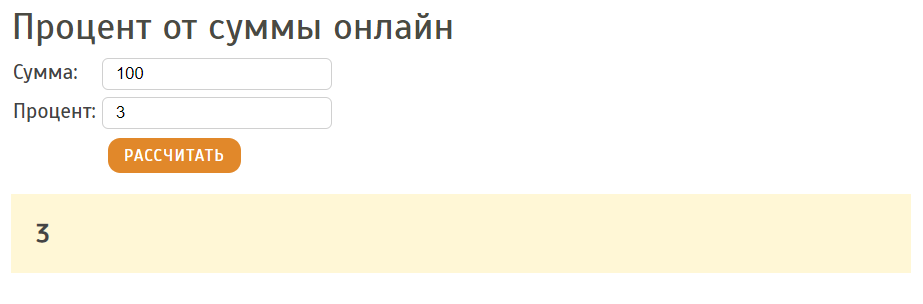 Процент от суммы онлайн
Сумма: 100
Процент: 3
РАССЧИТАТЬ
3